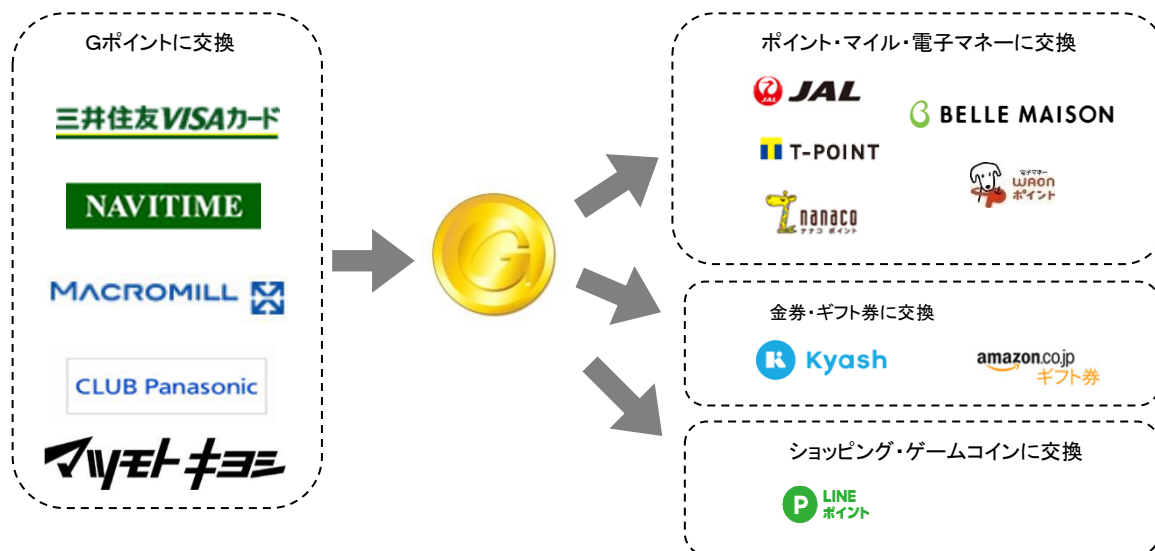 Gポイントに交換
三井住友VISAカード
NAVITIME
MACROMILL
CLUB Panasonic
マツモトキヨシ
G
ポイント・マイル・電子マネーに交換
JAL
JAL
BELLE MAISON
T-POINT
電子マネー
WAON
ポイント
nanaco
ナナコ ポイント
金券・ギフト券に交換
K Kyash
amazon.co.jp
ギフト券
ショッピング・ゲームコインに交換
P LINE
ポイント